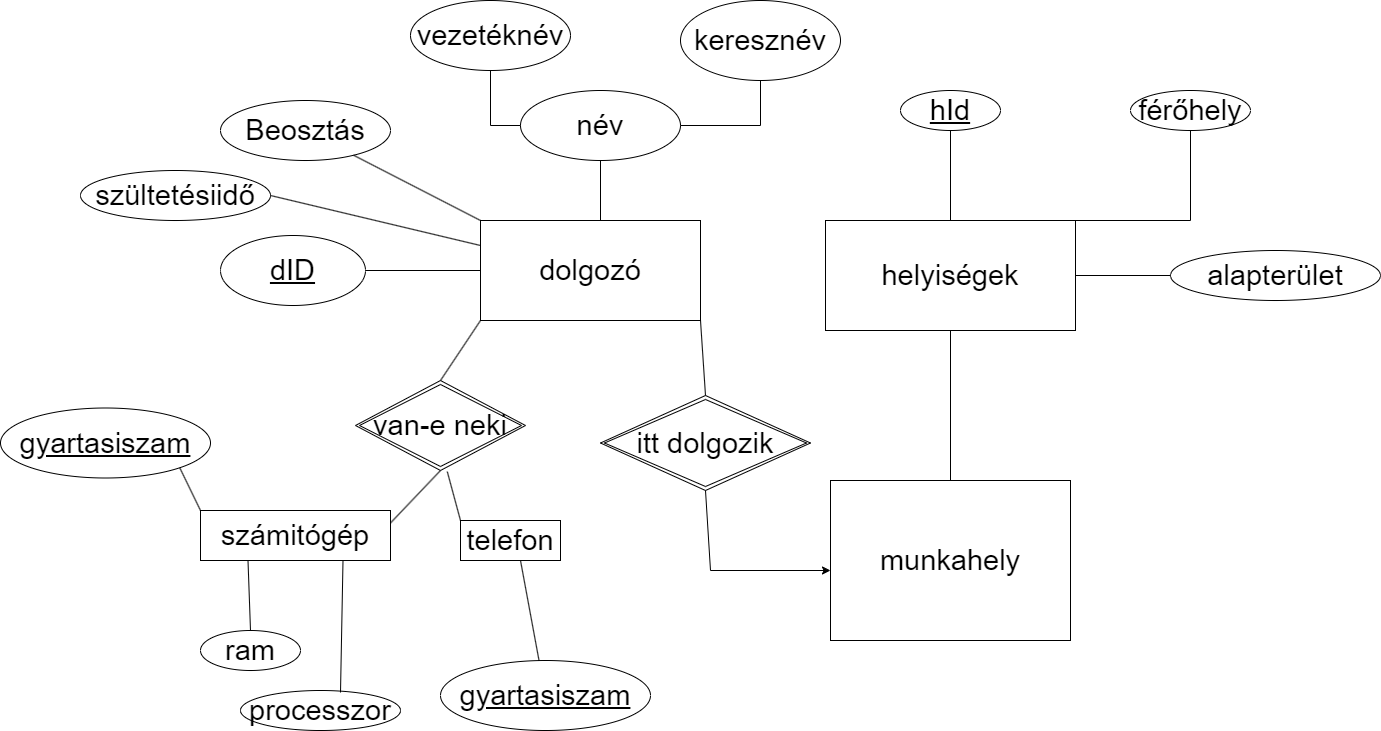 vezetéknév
keresznév
név
Beosztás
hId
férőhely
szültetésiidő
dID
dolgozó
helyiségek
alapterület
van-e neki
itt dolgozik
gyartasiszam
számitógép
telefon
munkahely
ram
processzor
gyartasiszam